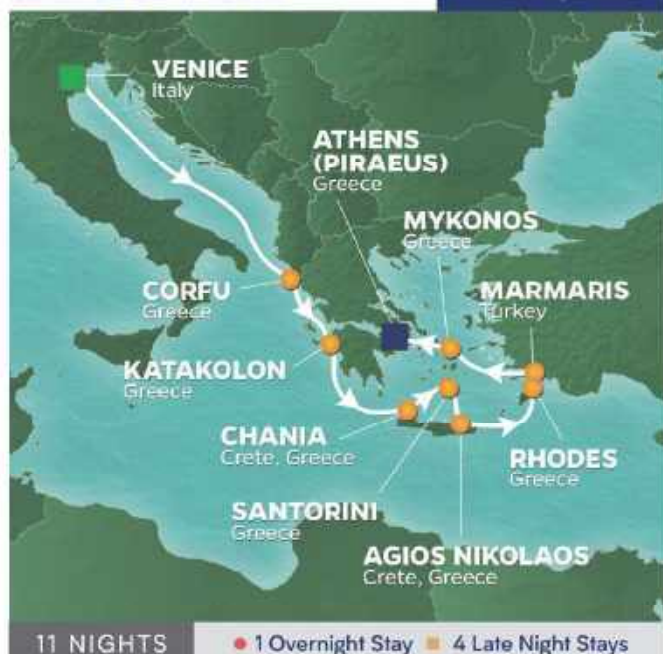 VENICE
Italy
ATHENS
(PIRAEUS)
Greece
MYKONOS
Greece
CORFU
Greece
MARMARIS
Turkey
KATAKOLON
Greece
CHANIA
Crete, Greece
RHODES
Greece
SANTORINI
Greece
AGIOS NIKOLAOS
Crete, Greece
11 NIGHTS
1 Overnight Stay
4 Late Night Stays